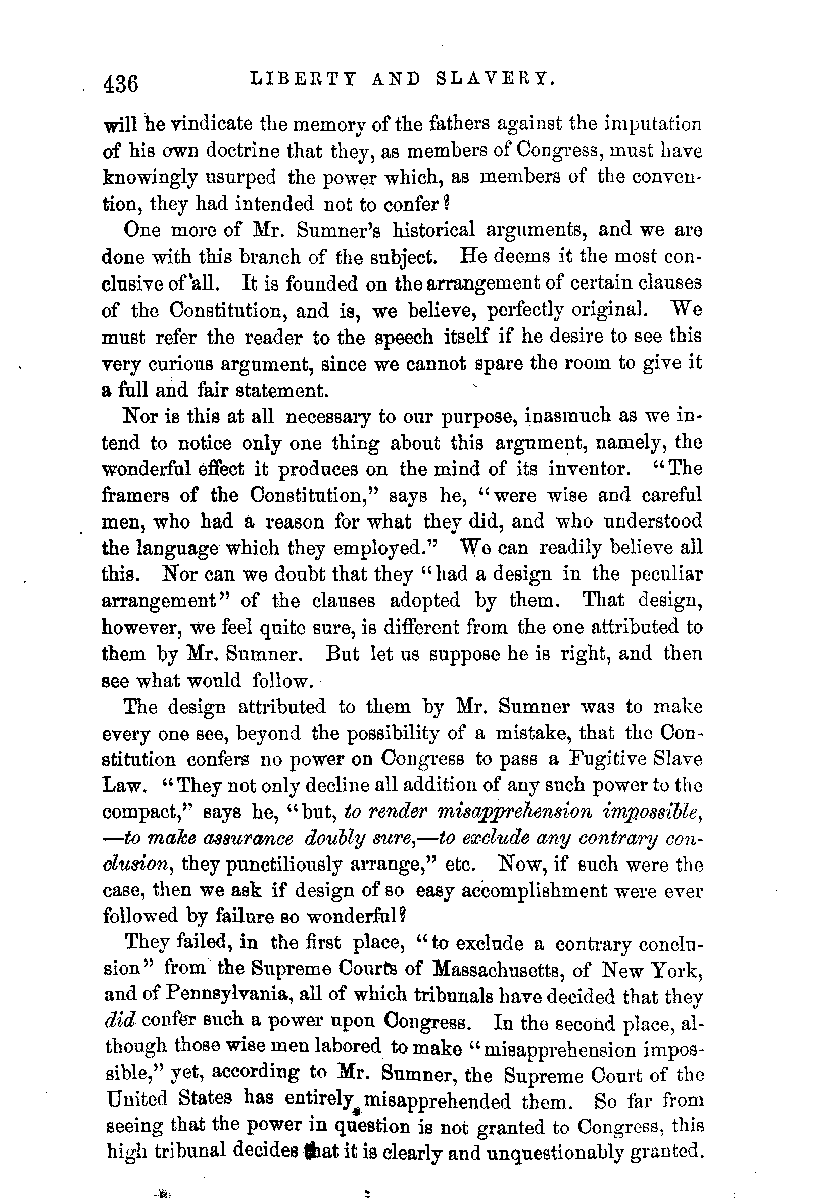 436 LIBERTY AND SLAVERY.
will he vindicate the memory of the fathers against the imputation
of his own doctrine that they, as members of Congress, must have
knowingly usurped the power which, as members of the conven-
tion, they had intended not to confer?
One more of Mr. Sumner's historical arguments, and we are
done with this branch of the subject. He deems it the most con-
clusive of all. It is founded on the arrangement of certain clauses
of the Constitution, and is, we believe, perfectly original. We
must refer the reader to the speech itself if he desire to see this
very curious argument, since we cannot spare the room to give it
a full and fair statement.
Nor is this at all necessary to our purpose, inasmuch as we in-
tend to notice only one thing about this argument, namely, the
wonderful effect it produces on the mind of its inventor. "The
framers of the Constitution," says he, "were wise and careful
men, who had a reason for what they did, and who understood
the language which they employed." We can readily believe all
this. Nor can we doubt that they "had a design in the peculiar
arrangement" of the clauses adopted by them. That design,
however, we feel quite sure, is different from the one attributed to
them by Mr. Sumner. But let us suppose he is right, and then
see what would follow.
The design attributed to them by Mr. Sumner was to make
every one see, beyond the possibility of a mistake, that the Con-
stitution confers no power on Congress to pass a Fugitive Slave
Law. "They not only decline all addition of any such power to the
compact," says he, "but, to render misapprehension impossible,
—to make assurance doubly sure,—to exclude any contrary con-
clusion, they punctiliously arrange," etc. Now, if such were the
case, then we ask if design of so easy accomplishment were ever
followed by failure so wonderful?
They failed, in the first place, "to exclude a contrary conclu-
sion" from the Supreme Courts of Massachusetts, of New York,
and of Pennsylvania, all of which tribunals have decided that they
did confer such a power upon Congress. In the second place, al-
though those wise men labored to make "misapprehension impos-
sible," yet, according to Mr. Sumner, the Supreme Court of the
United States has entirely misapprehended them. So far from
seeing that the power in question is not granted to Congress, this
high tribunal decides that it is clearly and unquestionably granted.